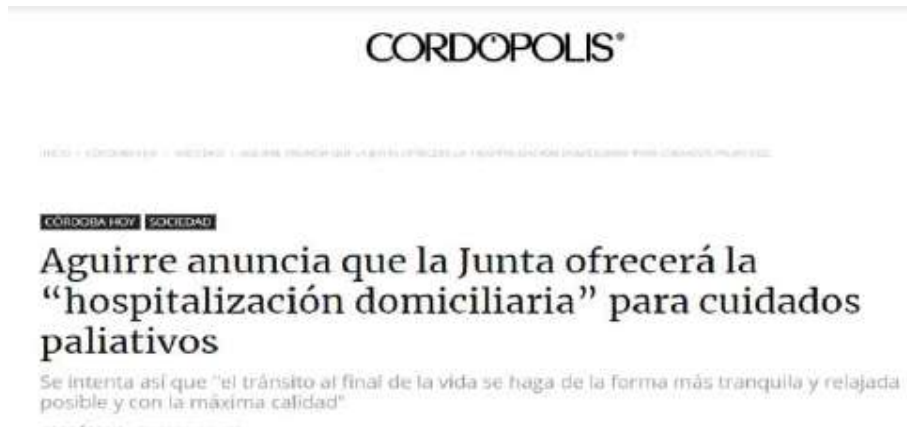 CORDÓPOLIS®
CÓRDOBA HOY SOCIEDAD
Aguirre anuncia que la Junta ofrecerá la
“hospitalización domiciliaria” para cuidados
paliativos
Se intenta así que "el tránsito al final de la vida se haga de la forma más tranquila y relajada
posible y con la máxima calidad"